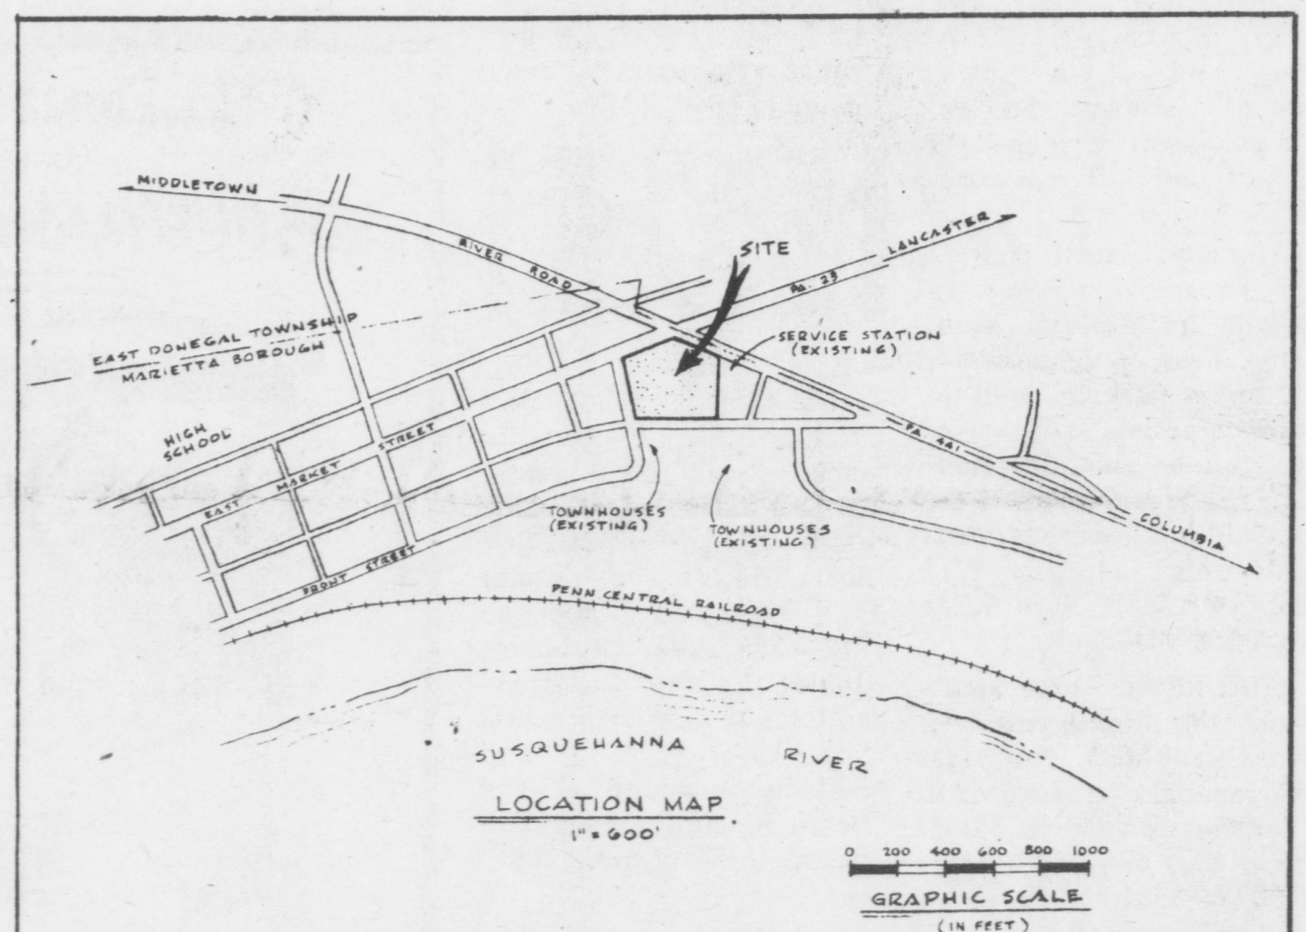 MIDDLETOWN
RIVER ROAD
SITE
LANCASTER
PA. 23
EAST DONEGAL TOWNSHIP
MARIETTA BOROUGH
SERVICE STATION
(EXISTING)
HIGH
SCHOOL
EAST MARKET STREET
PA. 441
TOWNHOUSES
(EXISTING)
TOWNHOUSES
(EXISTING)
COLUMBIA
FRONT STREET
PENN CENTRAL RAILROAD
SUSQUEHANNA RIVER
LOCATION MAP
1" = 600'
0 200 400 600 800 1000
GRAPHIC SCALE
(IN FEET)